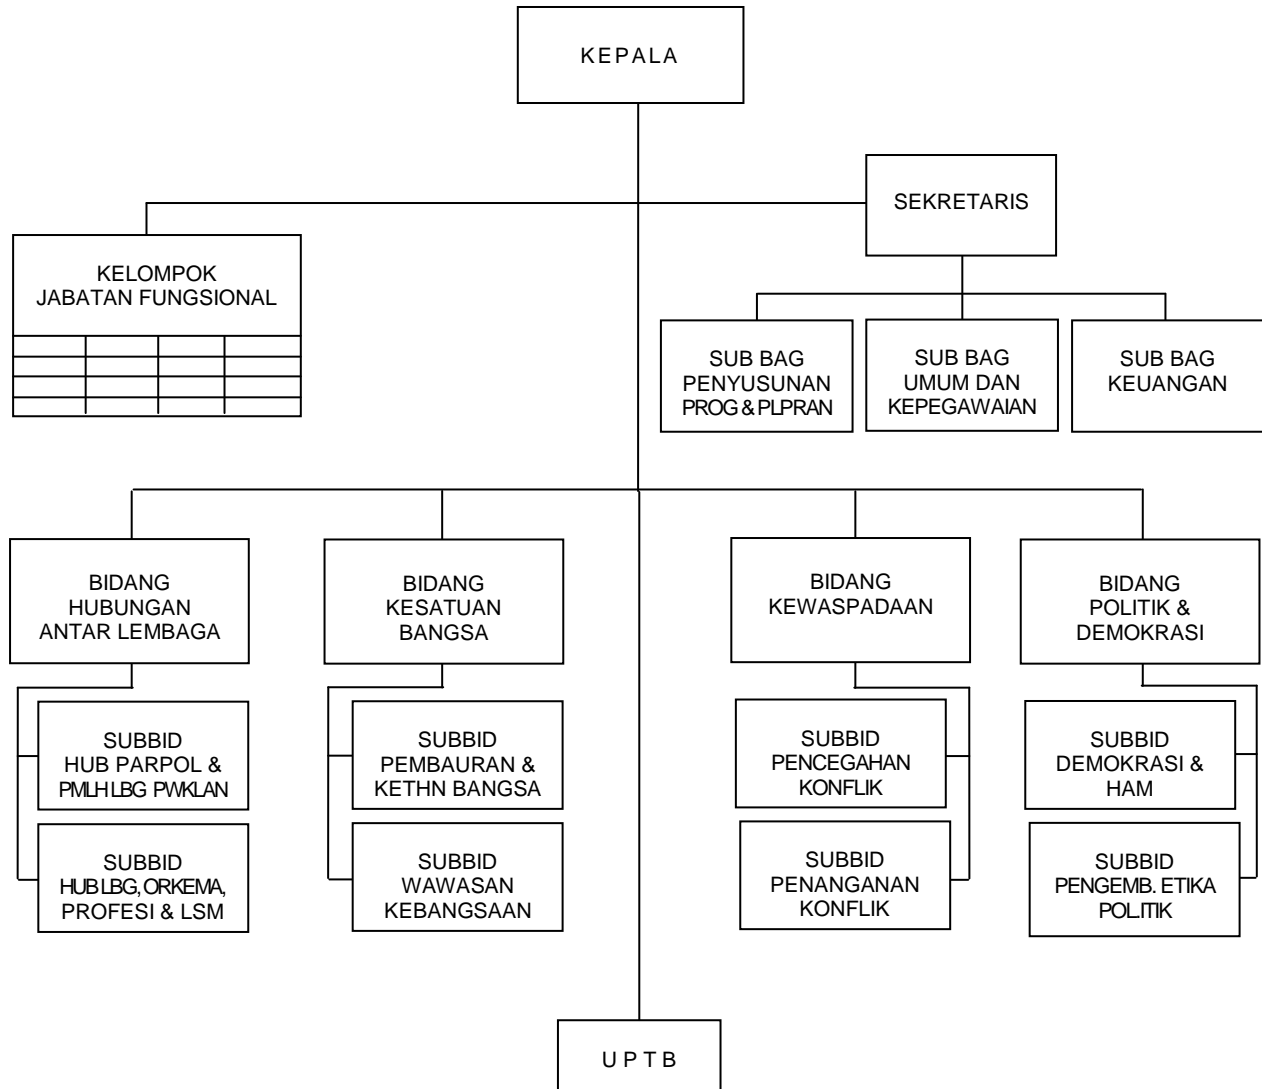 KEPALA
SEKRETARIS
KELOMPOK
JABATAN FUNGSIONAL
SUB BAG
PENYUSUNAN
PROG & PLPRAN
SUB BAG
UMUM DAN
KEPEGAWAIAN
SUB BAG
KEUANGAN
BIDANG
HUBUNGAN
ANTAR LEMBAGA
BIDANG
KESATUAN
BANGSA
BIDANG
KEWASPADAAN
BIDANG
POLITIK &
DEMOKRASI
SUBBID
HUB PARPOL &
PMLH LBG PWKLAN
SUBBID
PEMBAURAN &
KETHN BANGSA
SUBBID
PENCEGAHAN
KONFLIK
SUBBID
DEMOKRASI &
HAM
SUBBID
HUB LBG, ORKEMA,
PROFESI & LSM
SUBBID
WAWASAN
KEBANGSAAN
SUBBID
PENANGANAN
KONFLIK
SUBBID
PENGEMB. ETIKA
POLITIK
UPTB